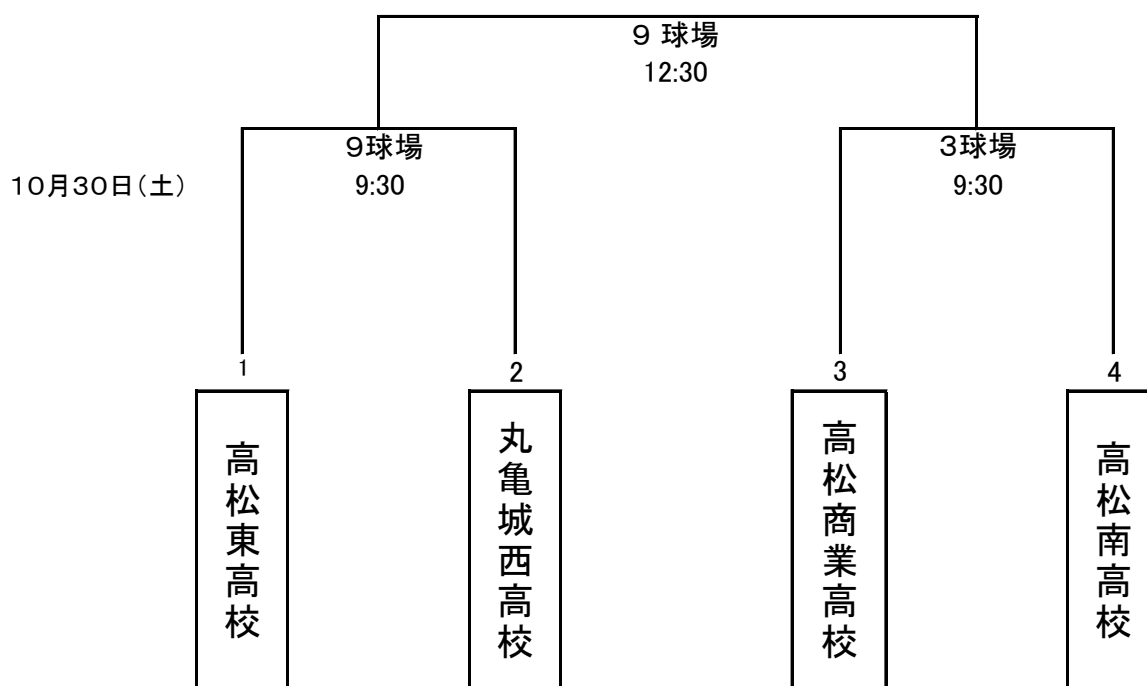 ９ 球場
12:30
９球場
３球場
１０月３０日（土）
9:30
9:30
1
2
3
4
高松東高校
丸亀城西高校
高松商業高校
高松南高校